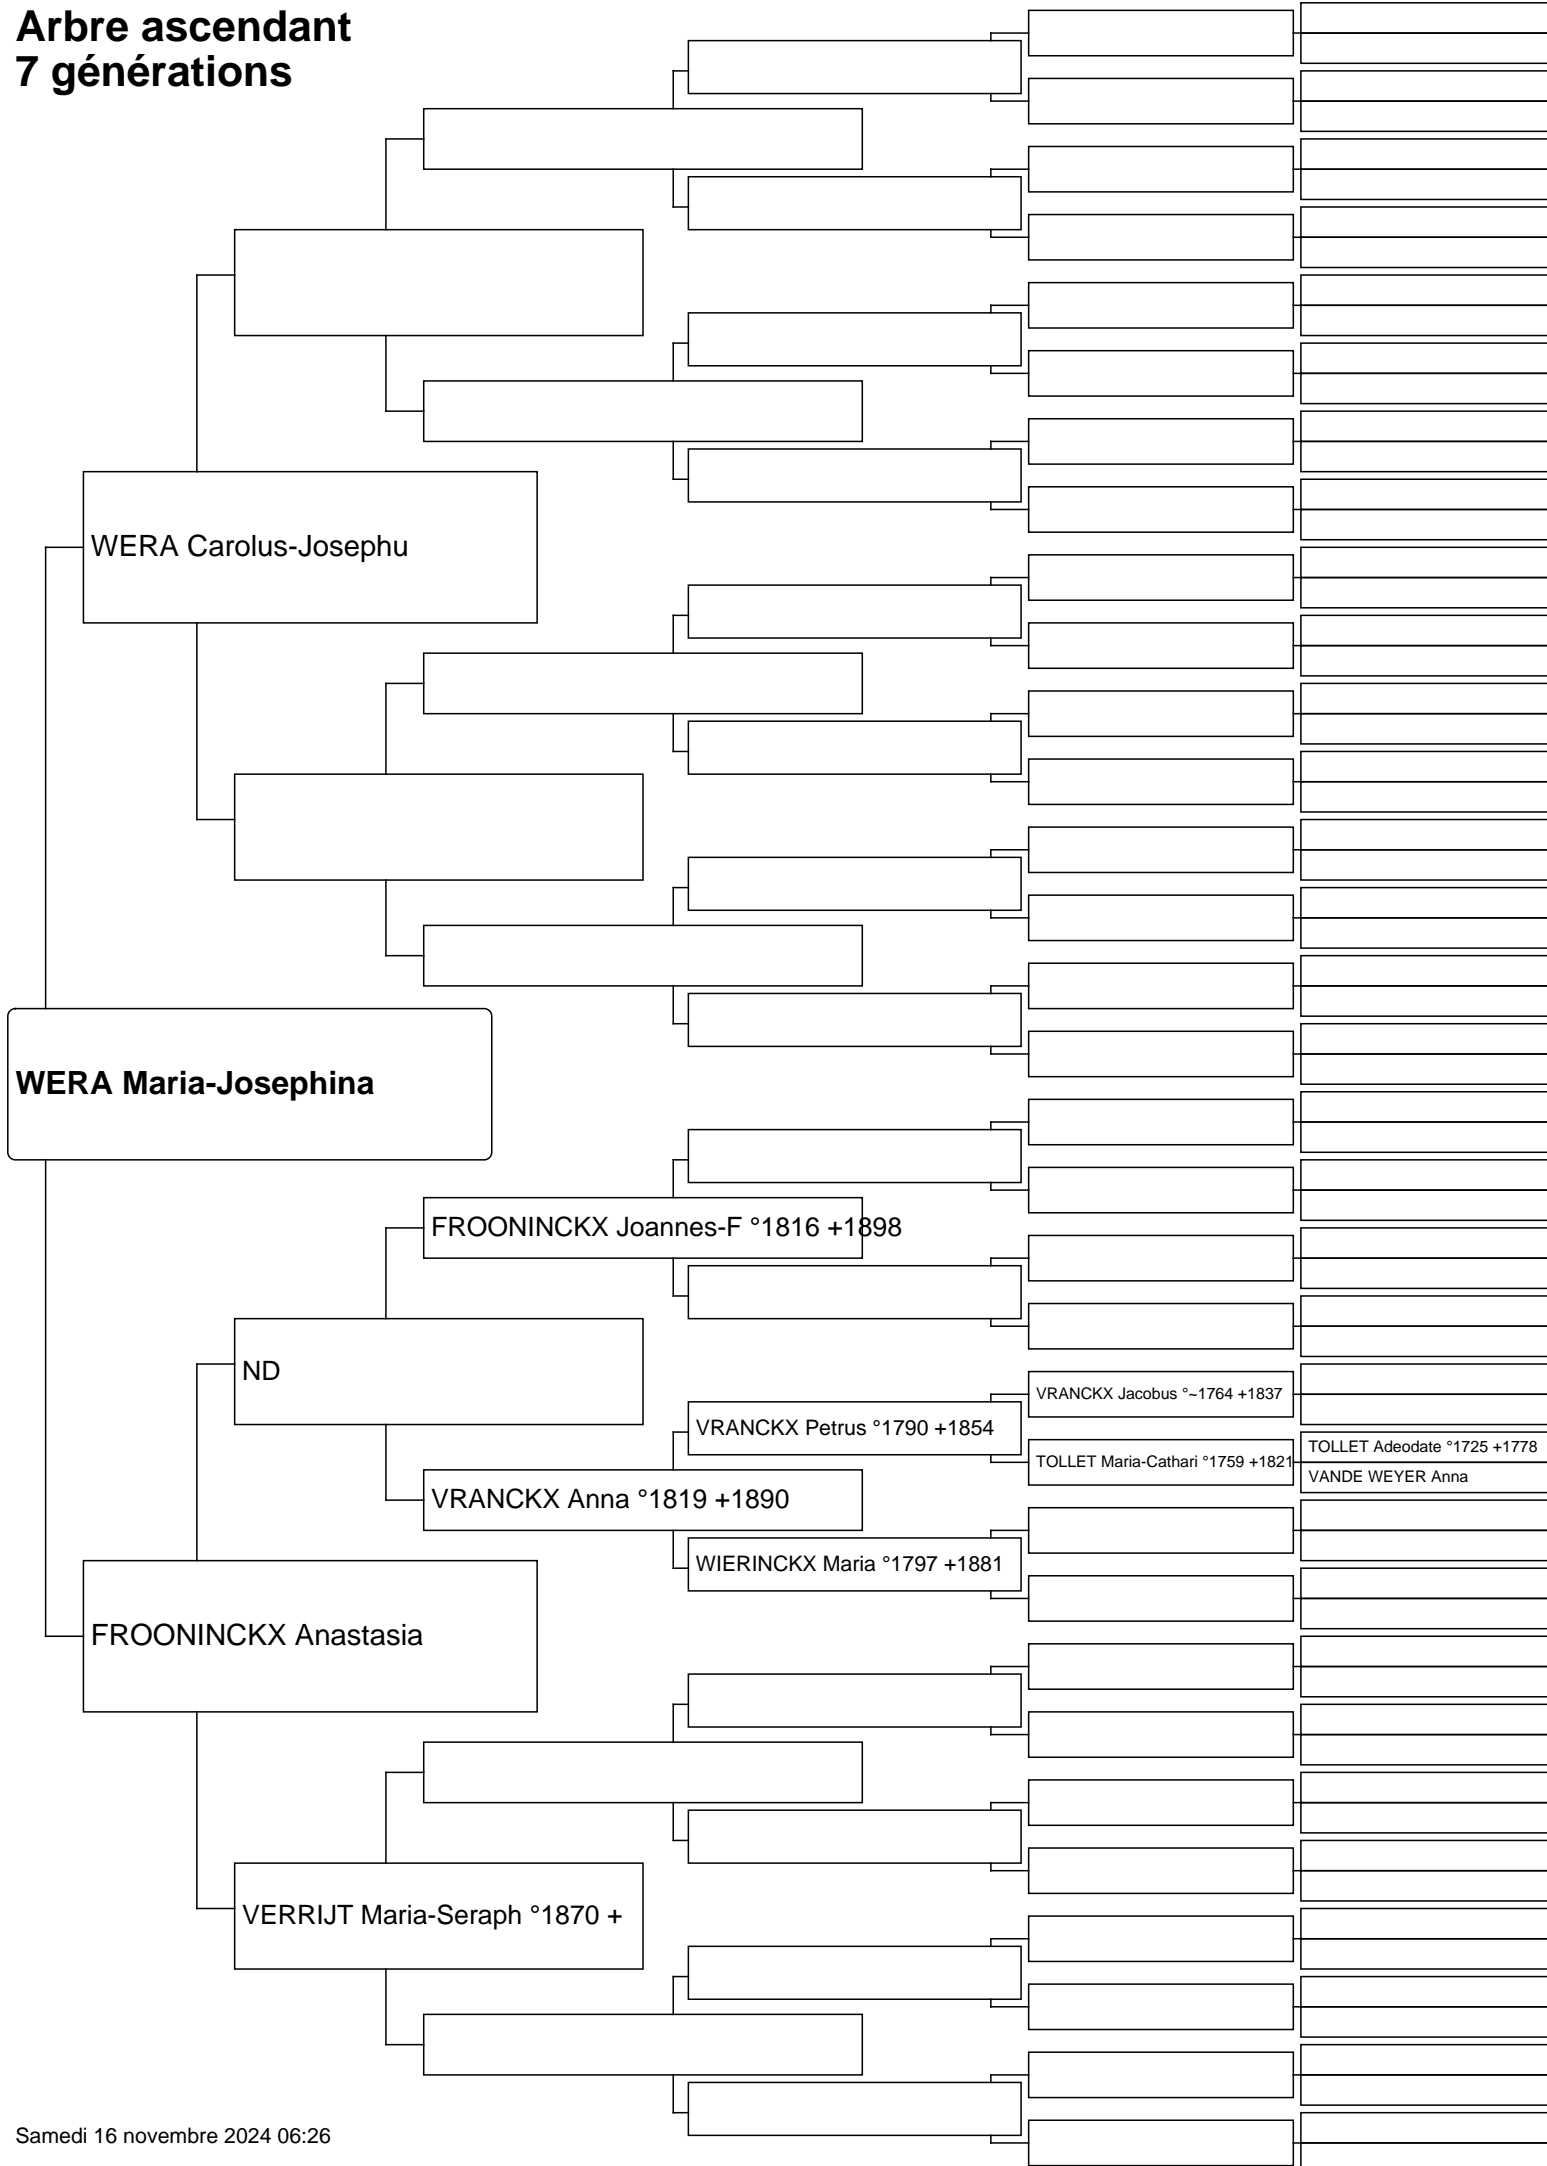 Arbre ascendant
7 générations
WERA Carolus-Josephu
WERA Maria-Josephina
FROONINCKX Joannes-F °1816 +1898
ND
VRANCKX Jacobus °~1764 +1837
VRANCKX Petrus °1790 +1854
TOLLET Adeodate °1725 +1778
TOLLET Maria-Cathari °1759 +1821
VANDE WEYER Anna
VRANCKX Anna °1819 +1890
WIERINCKX Maria °1797 +1881
FROONINCKX Anastasia
VERRIJT Maria-Seraph °1870 +
Samedi 16 novembre 2024 06:26